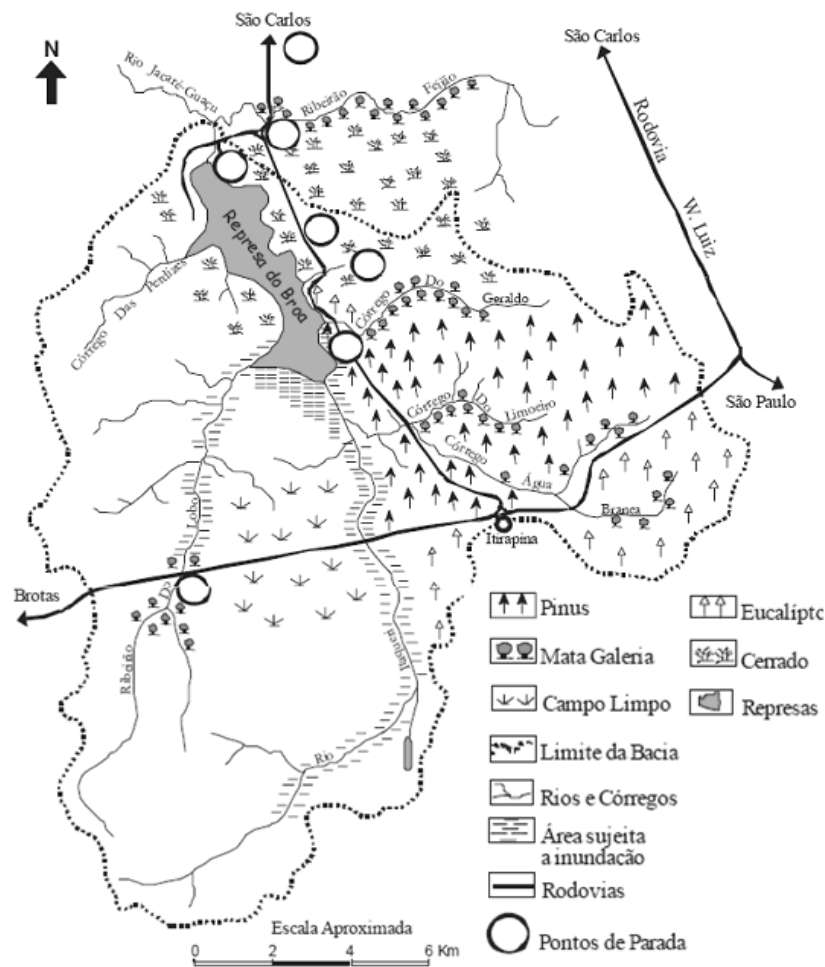 São Carlos
N
Rio Jacaré-Guaçu
Ribeirão
Feijão
São Carlos
Rodovia
W. Luiz
Represa do Broa
Córrego Das Perdizes
Córrego Do
Geraldo
Córrego Do
Limoeiro
São Paulo
Córrego
Água
Branca
Itirapina
Lobo
Do
Ribeirão
Brotas
Itaqueri
Rio
Pinus
Eucalipto
Mata Galeria
Cerrado
Campo Limpo
Represas
Limite da Bacia
Rios e Córregos
Área sujeita
a inundação
Rodovias
Pontos de Parada
Escala Aproximada
0 2 4 6 Km